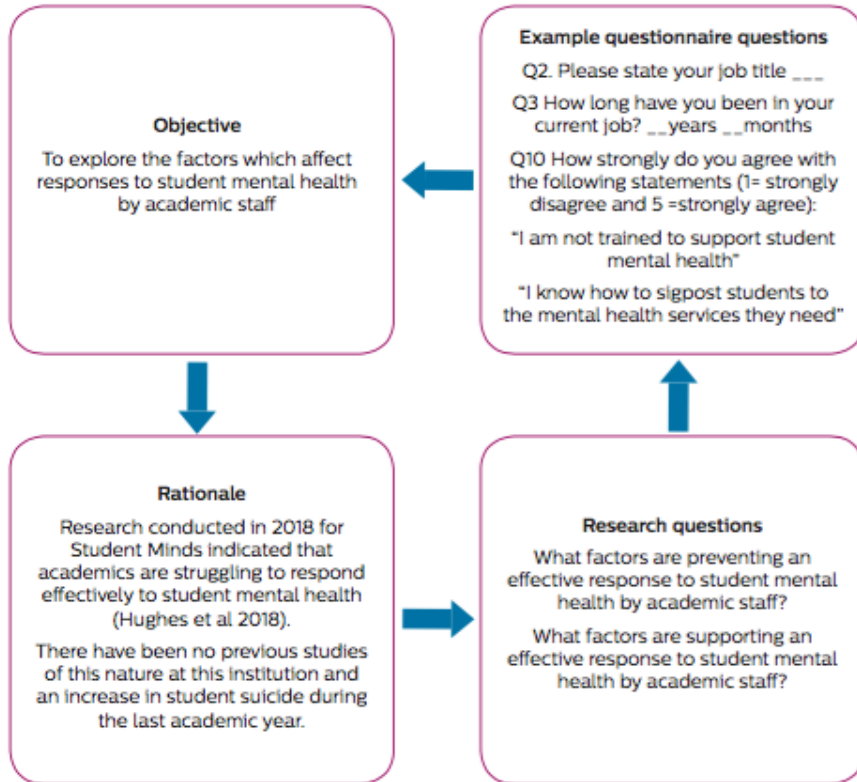 Objective
To explore the factors which affect
responses to student mental health
by academic staff
Example questionnaire questions
Q2. Please state your job title ___
Q3 How long have you been in your
current job? __years __months
Q10 How strongly do you agree with
the following statements (1= strongly
disagree and 5 =strongly agree):
"I am not trained to support student
mental health"
"I know how to sigpost students to
the mental health services they need"
Rationale
Research conducted in 2018 for
Student Minds indicated that
academics are struggling to respond
effectively to student mental health
(Hughes et al 2018).
There have been no previous studies
of this nature at this institution and
an increase in student suicide during
the last academic year.
Research questions
What factors are preventing an
effective response to student mental
health by academic staff?
What factors are supporting an
effective response to student mental
health by academic staff?